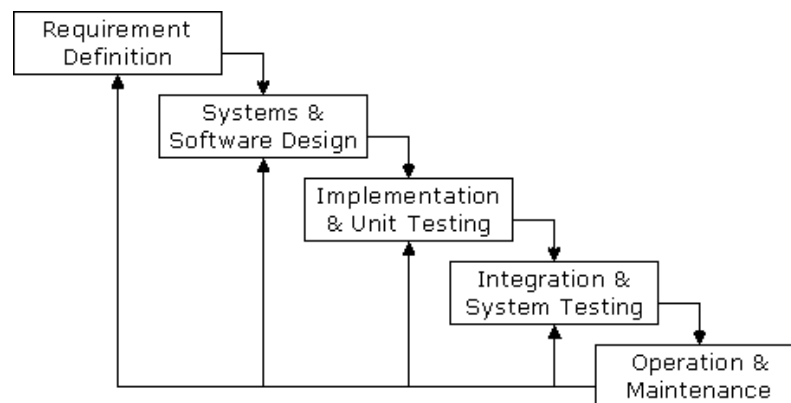 Requirement
Definition
Systems &
Software Design
Implementation
& Unit Testing
Integration &
System Testing
Operation &
Maintenance